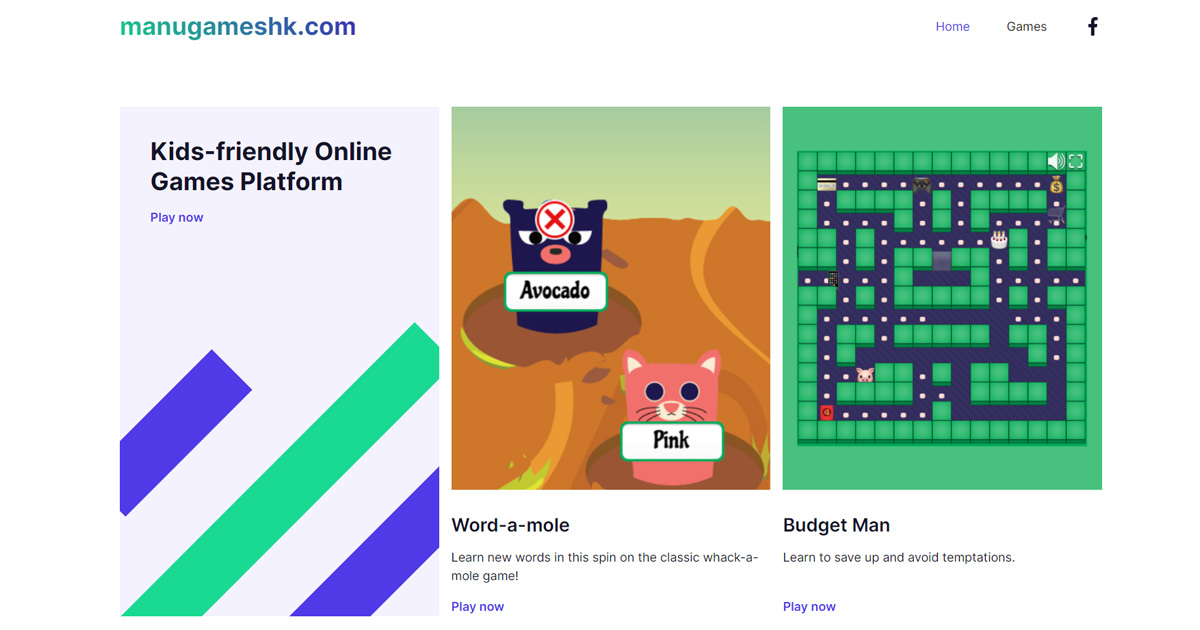 manugameshk.com
Home
Games
Kids-friendly Online
Games Platform
Play now
Avocado
Pink
Word-a-mole
Learn new words in this spin on the classic whack-a-
mole game!
Play now
Budget Man
Learn to save up and avoid temptations.
Play now